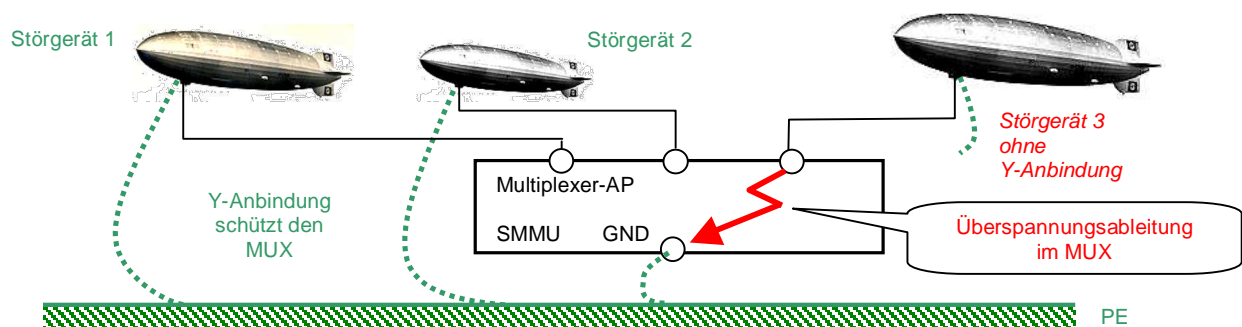 Störgerät 1
Störgerät 2
Störgerät 3
ohne
Y-Anbindung
Y-Anbindung
schützt den
MUX
Multiplexer-AP
SMMU GND
Überspannungsableitung
im MUX
PE